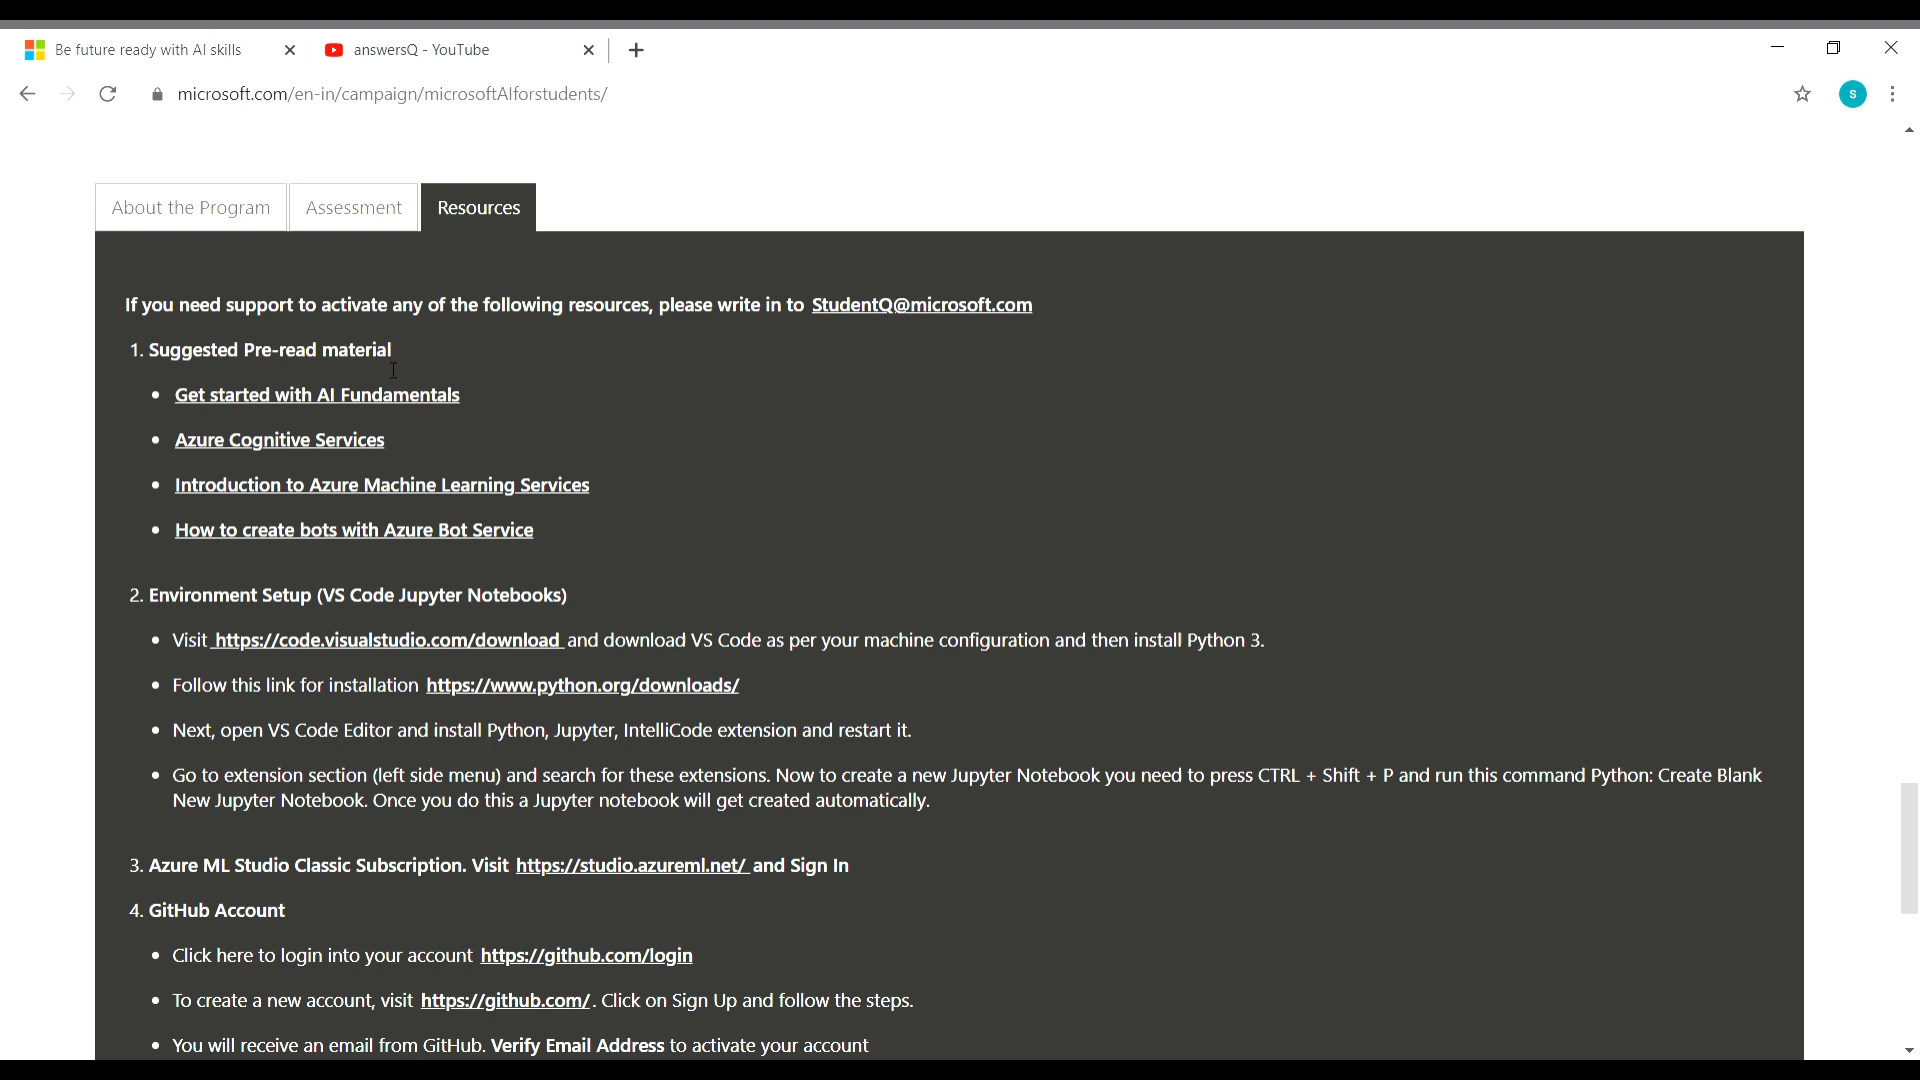 Be future ready with AI skills
answersQ - YouTube
microsoft.com/en-in/campaign/microsoftAIforstudents/
s
About the Program
Assessment
Resources
If you need support to activate any of the following resources, please write in to StudentQ@microsoft.com
1. Suggested Pre-read material
• Get started with AI Fundamentals
• Azure Cognitive Services
• Introduction to Azure Machine Learning Services
• How to create bots with Azure Bot Service
2. Environment Setup (VS Code Jupyter Notebooks)
• Visit https://code.visualstudio.com/download and download VS Code as per your machine configuration and then install Python 3.
• Follow this link for installation https://www.python.org/downloads/
• Next, open VS Code Editor and install Python, Jupyter, IntelliCode extension and restart it.
• Go to extension section (left side menu) and search for these extensions. Now to create a new Jupyter Notebook you need to press CTRL + Shift + P and run this command Python: Create Blank
New Jupyter Notebook. Once you do this a Jupyter notebook will get created automatically.
3. Azure ML Studio Classic Subscription. Visit https://studio.azureml.net/ and Sign In
4. GitHub Account
• Click here to login into your account https://github.com/login
• To create a new account, visit https://github.com/. Click on Sign Up and follow the steps.
• You will receive an email from GitHub. Verify Email Address to activate your account